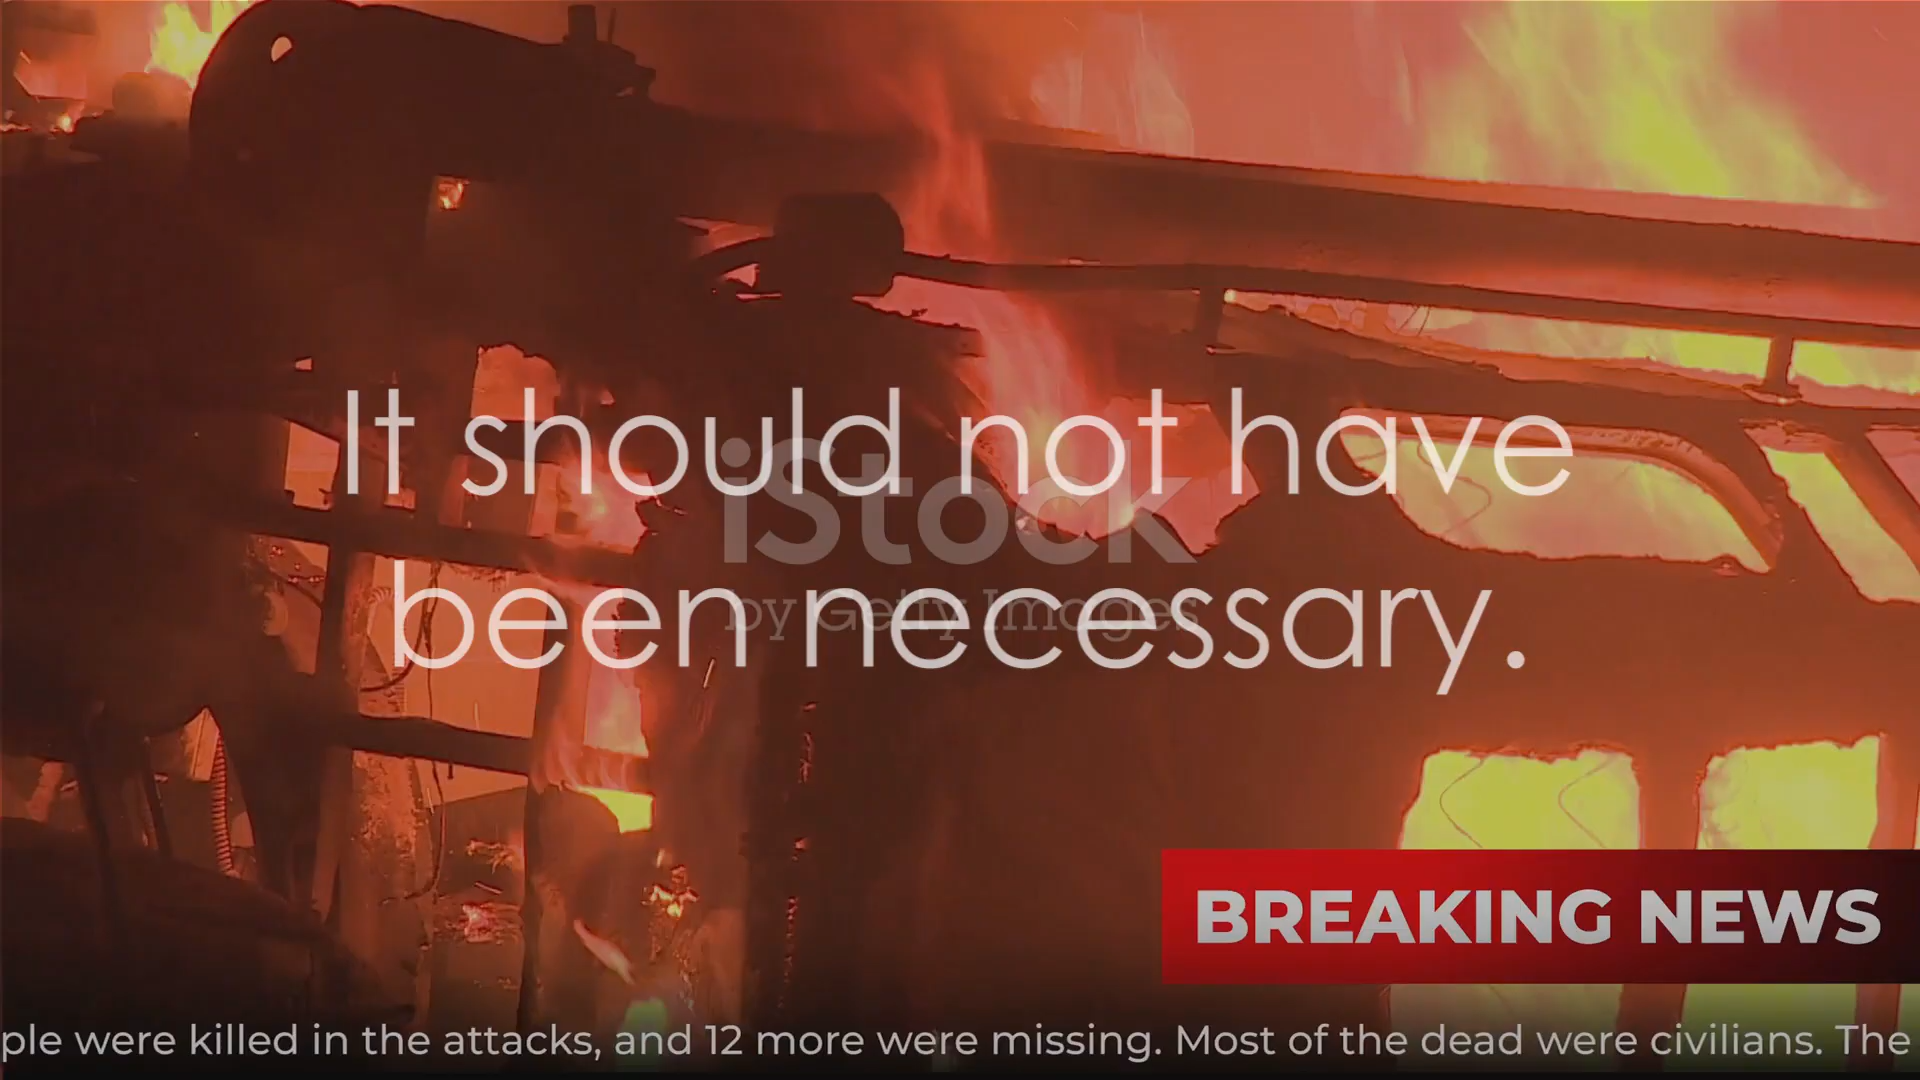 It should not have
iStock
been necessary.
by Getty Images
BREAKING NEWS
ple were killed in the attacks, and 12 more were missing. Most of the dead were civilians. The